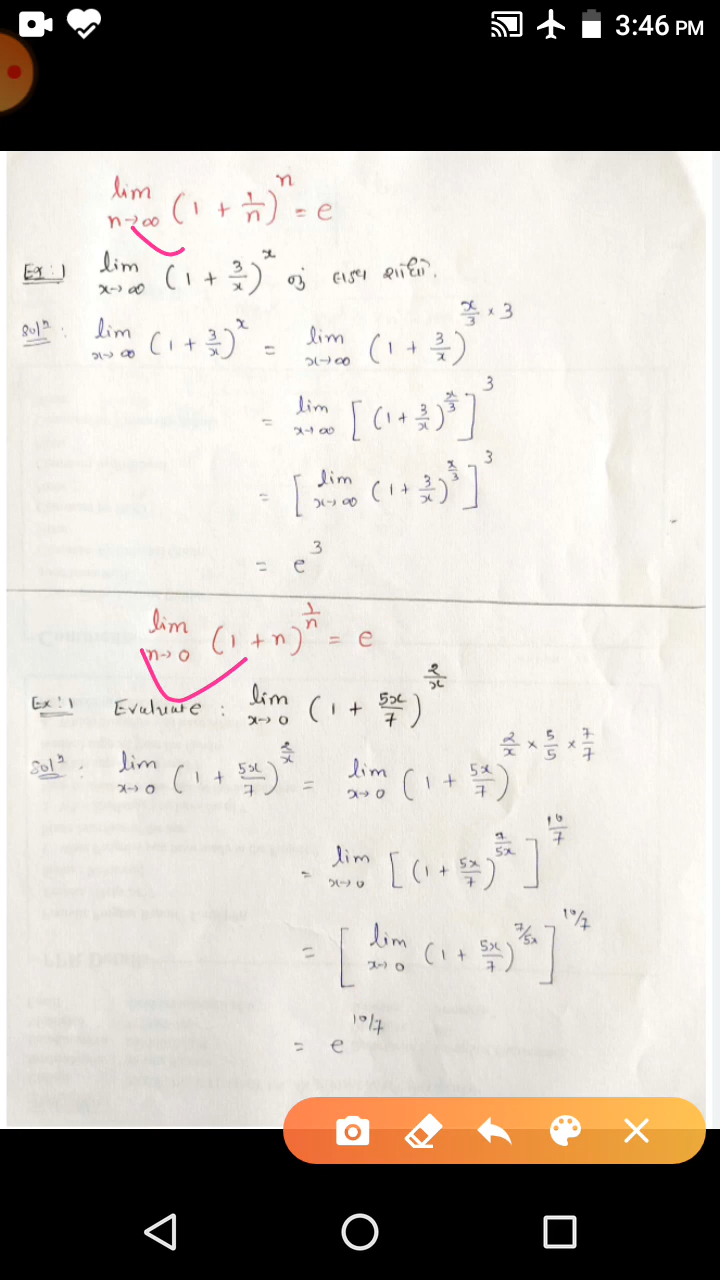 3:46 PM
lim n→∞ (1 + 1/n)^n = e
Ex:1 lim x→∞ (1 + 3/x)^x નું લક્ષ શોધો.
Solⁿ: lim x→∞ (1 + 3/x)^x = lim x→∞ (1 + 3/x)^(x/3 × 3)
= lim x→∞ [(1 + 3/x)^(x/3)]^3
= [lim x→∞ (1 + 3/x)^(x/3)]^3
= e^3
lim n→0 (1 + n)^(1/n) = e
Ex:1 Evaluate : lim x→0 (1 + 5x/7)^(2/x)
Solⁿ: lim x→0 (1 + 5x/7)^(2/x) = lim x→0 (1 + 5x/7)^(2/x × 5/5 × 7/7)
= lim x→0 [(1 + 5x/7)^(7/5x)]^(10/7)
= [lim x→0 (1 + 5x/7)^(7/5x)]^(10/7)
= e^(10/7)